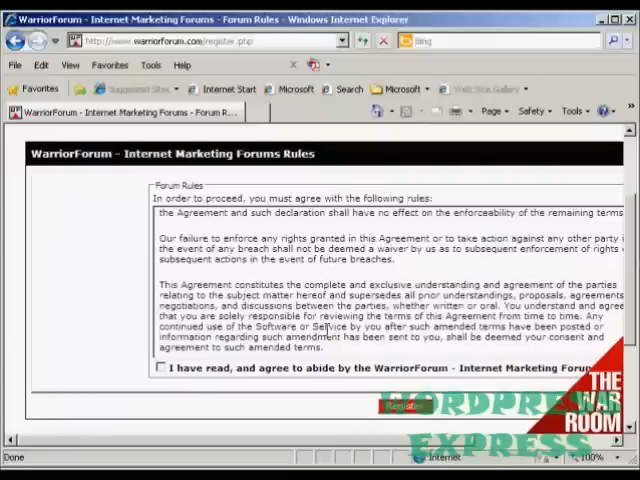 WarriorForum - Internet Marketing Forums - Forum Rules - Windows Internet Explorer
http://www.warriorforum.com/register.php
Bing
File Edit View Favorites Tools Help
Favorites Suggested Sites Internet Start Microsoft Search Microsoft Web Slice Gallery
WarriorForum - Internet Marketing Forums - Forum R...
Page Safety Tools
WarriorForum - Internet Marketing Forums Rules
Forum Rules
In order to proceed, you must agree with the following rules:
the Agreement and such declaration shall have no effect on the enforceability of the remaining terms
Our failure to enforce any rights granted in this Agreement or to take action against any other party i
the event of any breach shall not be deemed a waiver by us as to subsequent enforcement of rights
subsequent actions in the event of future breaches.
This Agreement constitutes the complete and exclusive understanding and agreement of the parties
relating to the subject matter hereof and supersedes all prior understandings, proposals, agreements
negotiations, and discussions between the parties, whether written or oral. You understand and agree
that you are solely responsible for reviewing the terms of this Agreement from time to time. Any
continued use of the Software or Service by you after such amended terms have been posted or
information regarding such amendment has been sent to you, shall be deemed your consent and
agreement to such amended terms.
I have read, and agree to abide by the WarriorForum - Internet Marketing Forum
Register
THE
WAR
ROOM
WORDPRESS
EXPRESS
Done Internet 100%